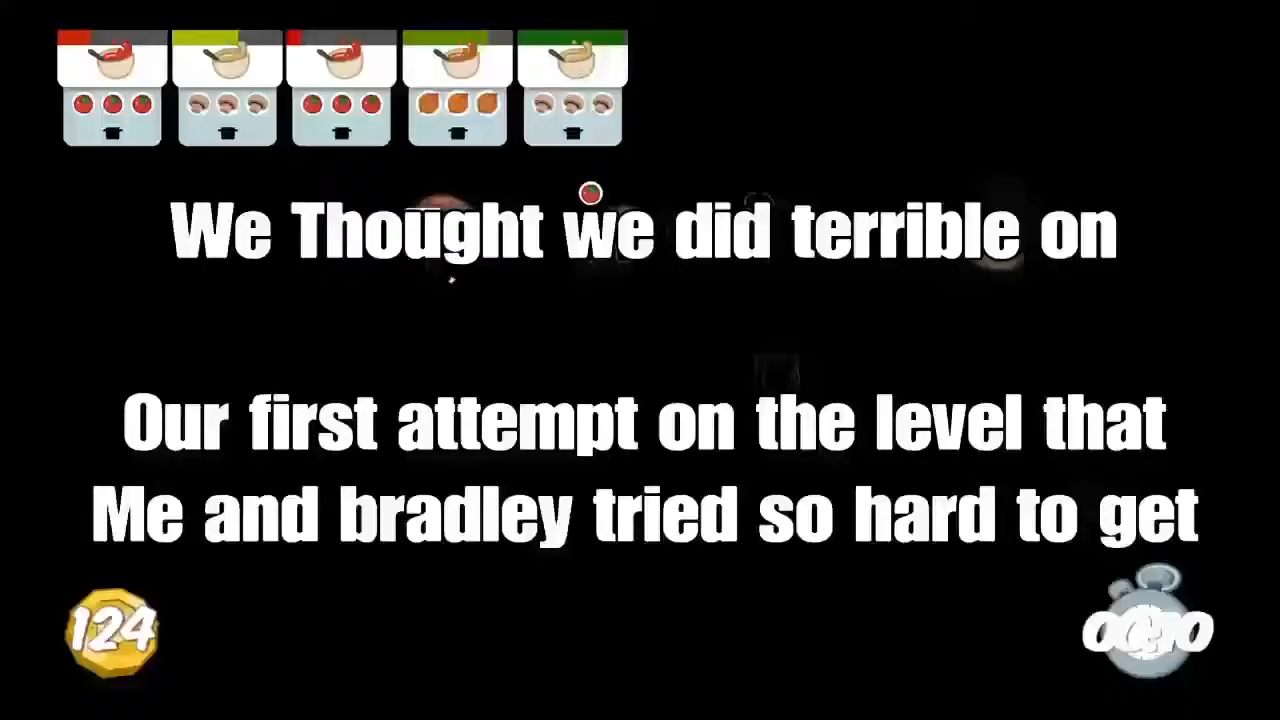 We Thought we did terrible on
Our first attempt on the level that
Me and bradley tried so hard to get
124